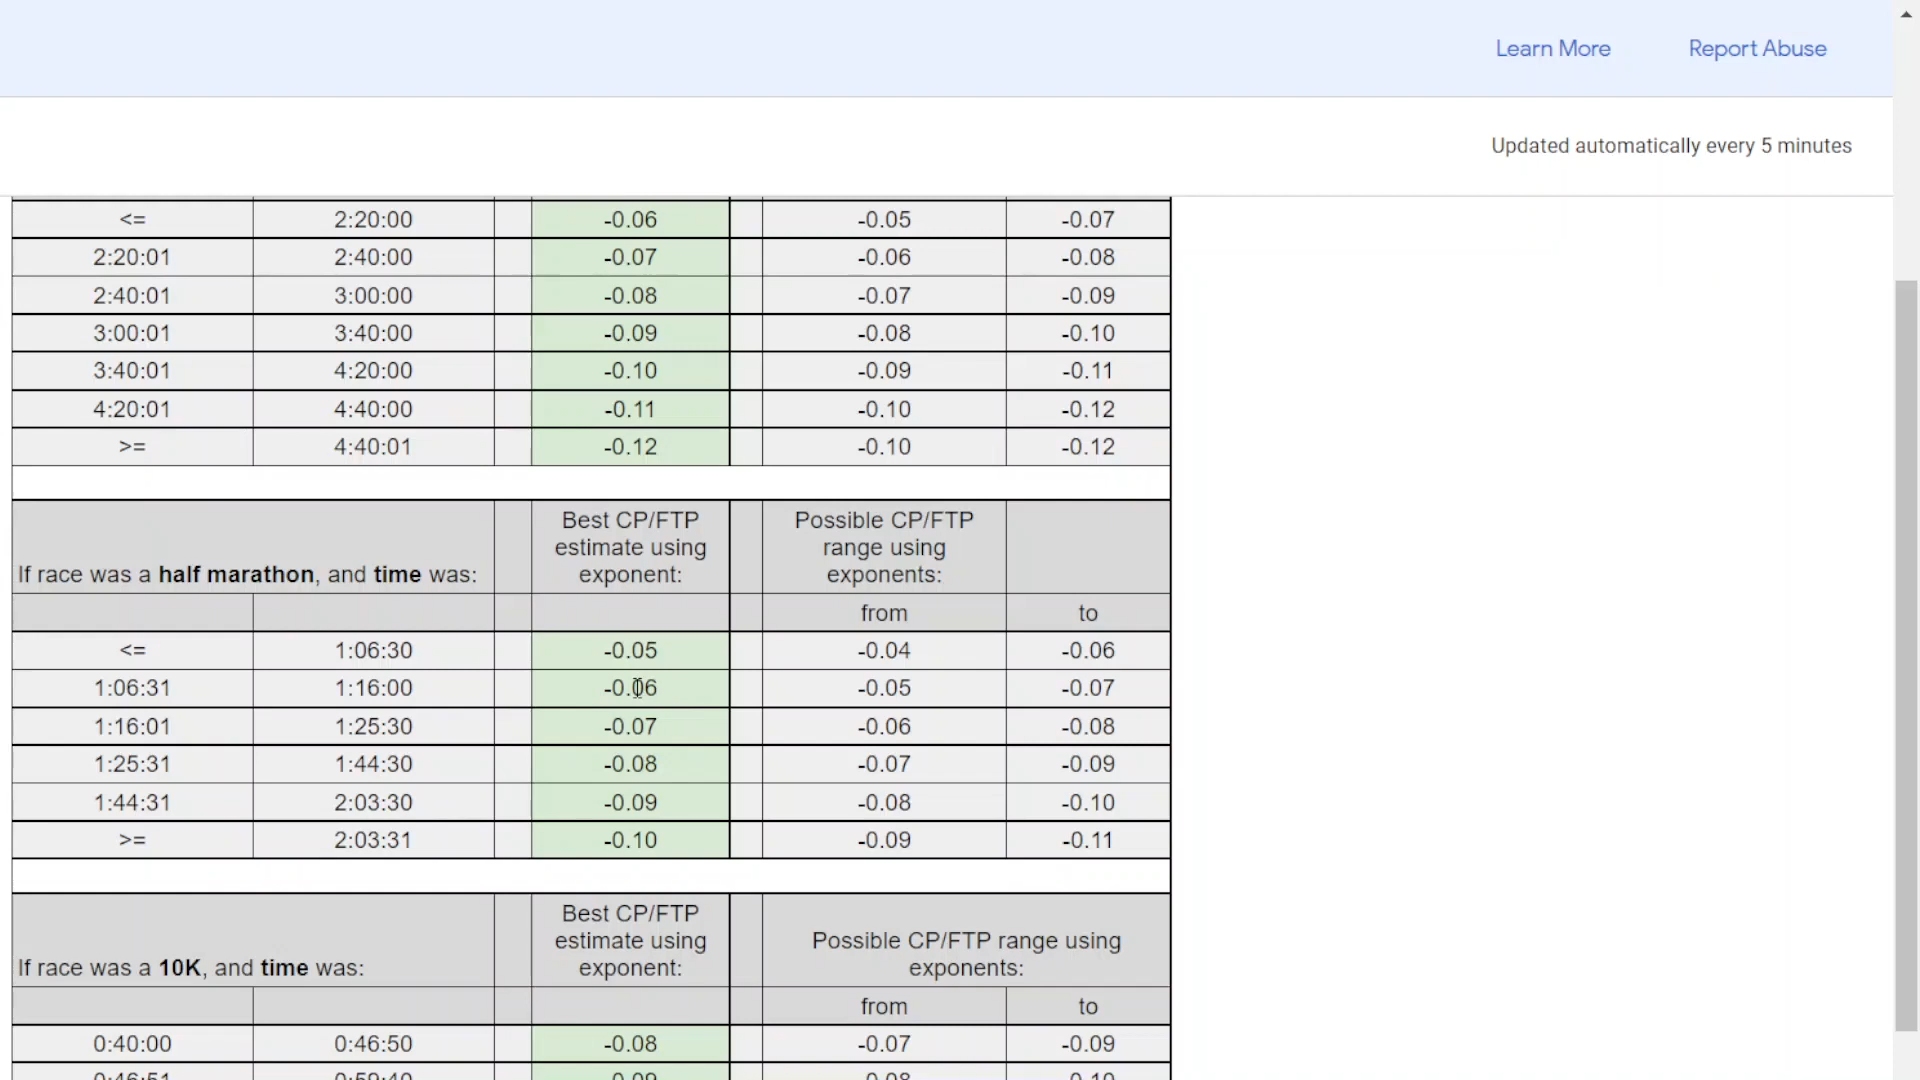 Learn More Report Abuse
Updated automatically every 5 minutes
<= 2:20:00 -0.06 -0.05 -0.07
2:20:01 2:40:00 -0.07 -0.06 -0.08
2:40:01 3:00:00 -0.08 -0.07 -0.09
3:00:01 3:40:00 -0.09 -0.08 -0.10
3:40:01 4:20:00 -0.10 -0.09 -0.11
4:20:01 4:40:00 -0.11 -0.10 -0.12
>= 4:40:01 -0.12 -0.10 -0.12
If race was a half marathon, and time was:
Best CP/FTP
estimate using
exponent:
Possible CP/FTP
range using
exponents:
from to
<= 1:06:30 -0.05 -0.04 -0.06
1:06:31 1:16:00 -0.06 -0.05 -0.07
1:16:01 1:25:30 -0.07 -0.06 -0.08
1:25:31 1:44:30 -0.08 -0.07 -0.09
1:44:31 2:03:30 -0.09 -0.08 -0.10
>= 2:03:31 -0.10 -0.09 -0.11
If race was a 10K, and time was:
Best CP/FTP
estimate using
exponent:
Possible CP/FTP range using
exponents:
from to
0:40:00 0:46:50 -0.08 -0.07 -0.09